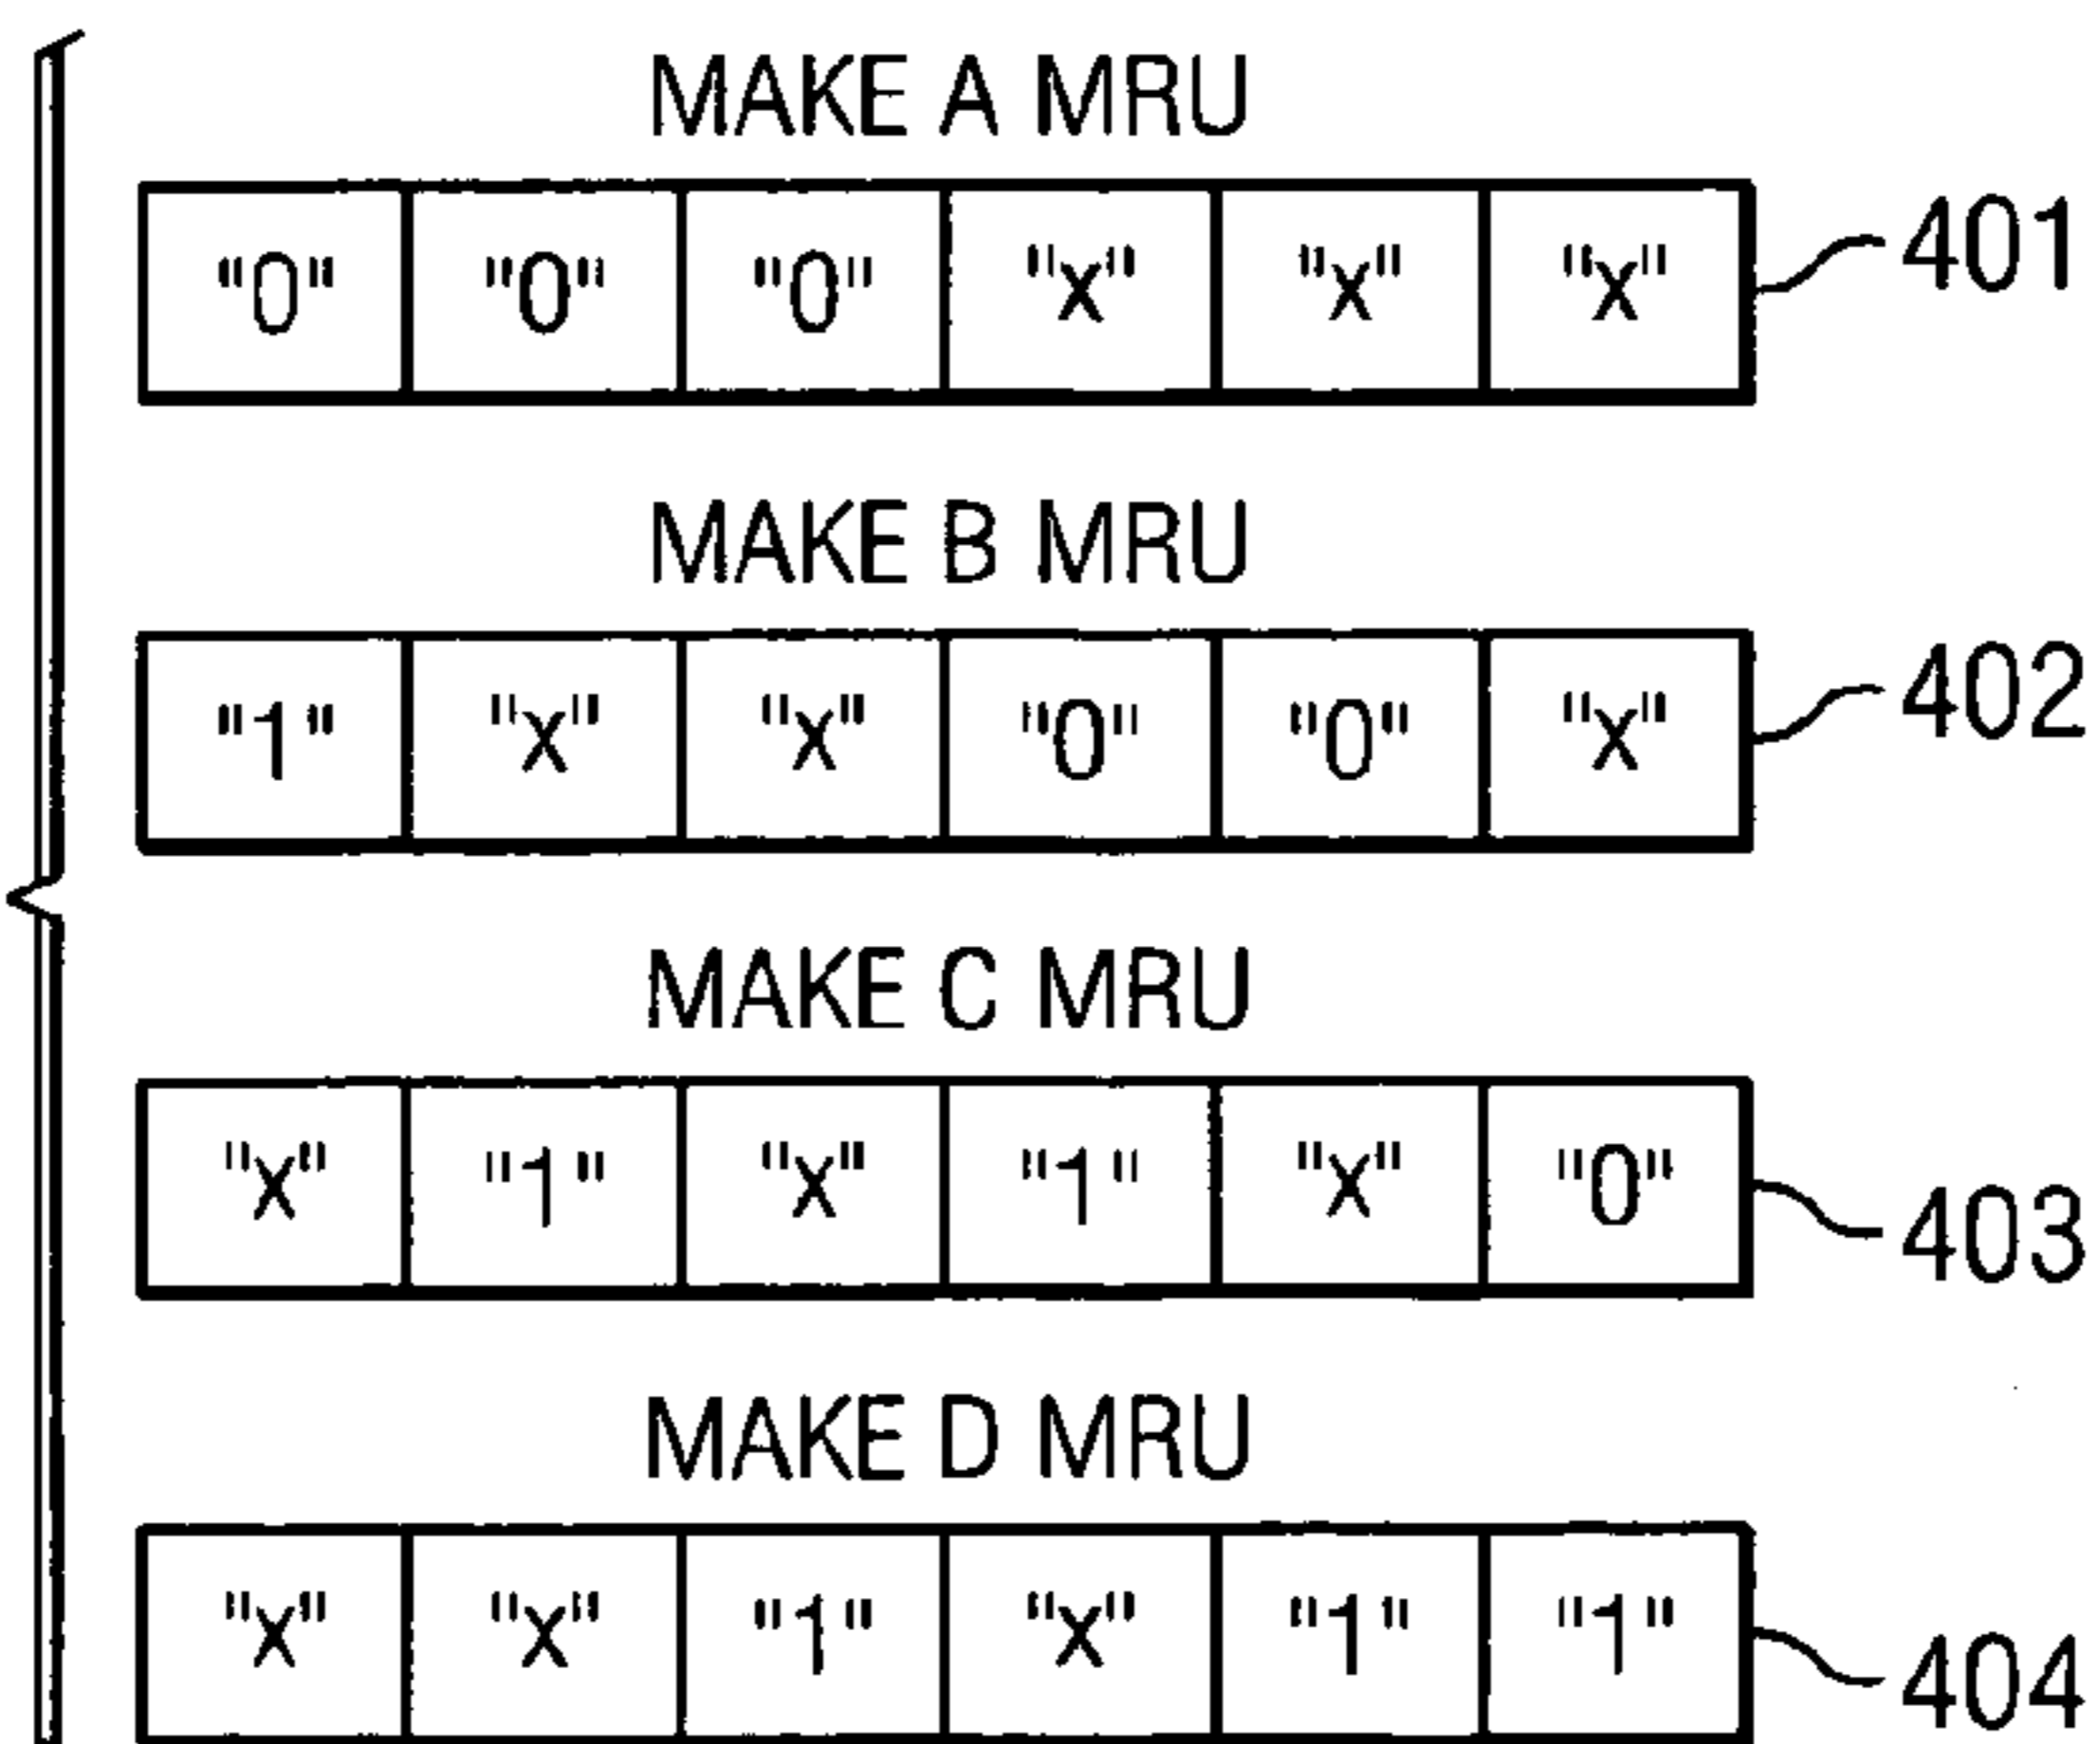 MAKE A MRU
"0" "0" "0" "x" "x" "x" 401
MAKE B MRU
"1" "x" "x" "0" "0" "x" 402
MAKE C MRU
"x" "1" "x" "1" "x" "0" 403
MAKE D MRU
"x" "x" "1" "x" "1" "1" 404